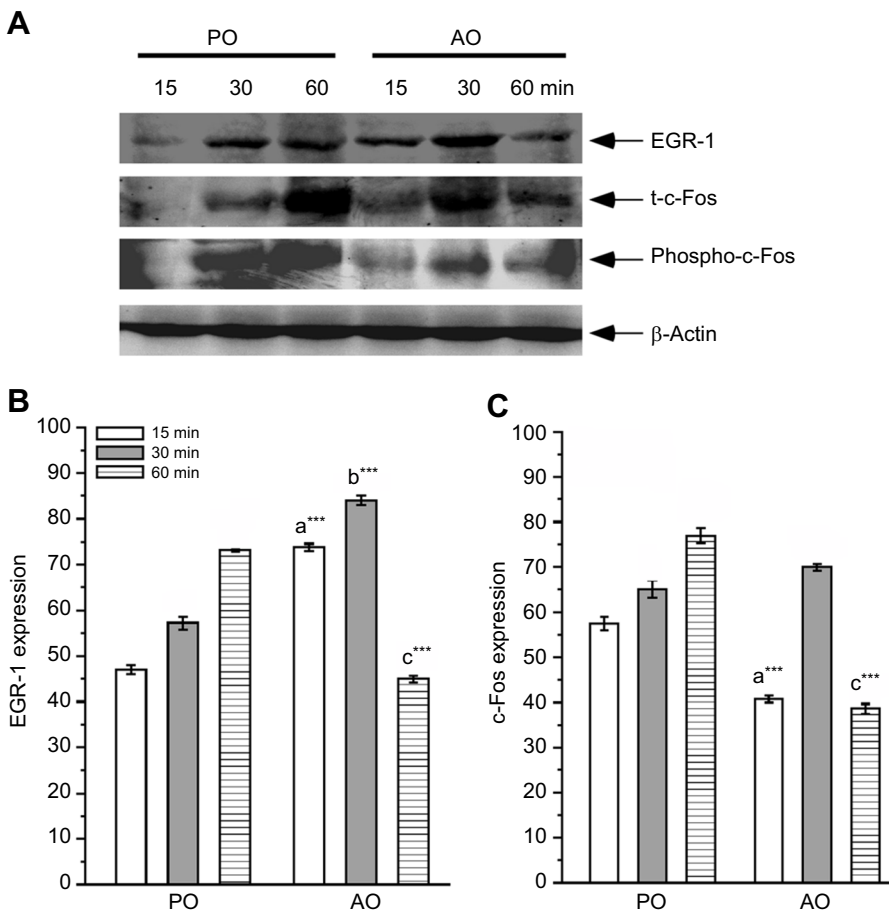 A
PO AO
15 30 60 15 30 60 min
EGR-1
t-c-Fos
Phospho-c-Fos
β-Actin
B
100
90
80
70
60
50
40
30
20
10
0
EGR-1 expression
15 min
30 min
60 min
a***
b***
c***
PO AO
C
100
90
80
70
60
50
40
30
20
10
0
c-Fos expression
a***
c***
PO AO